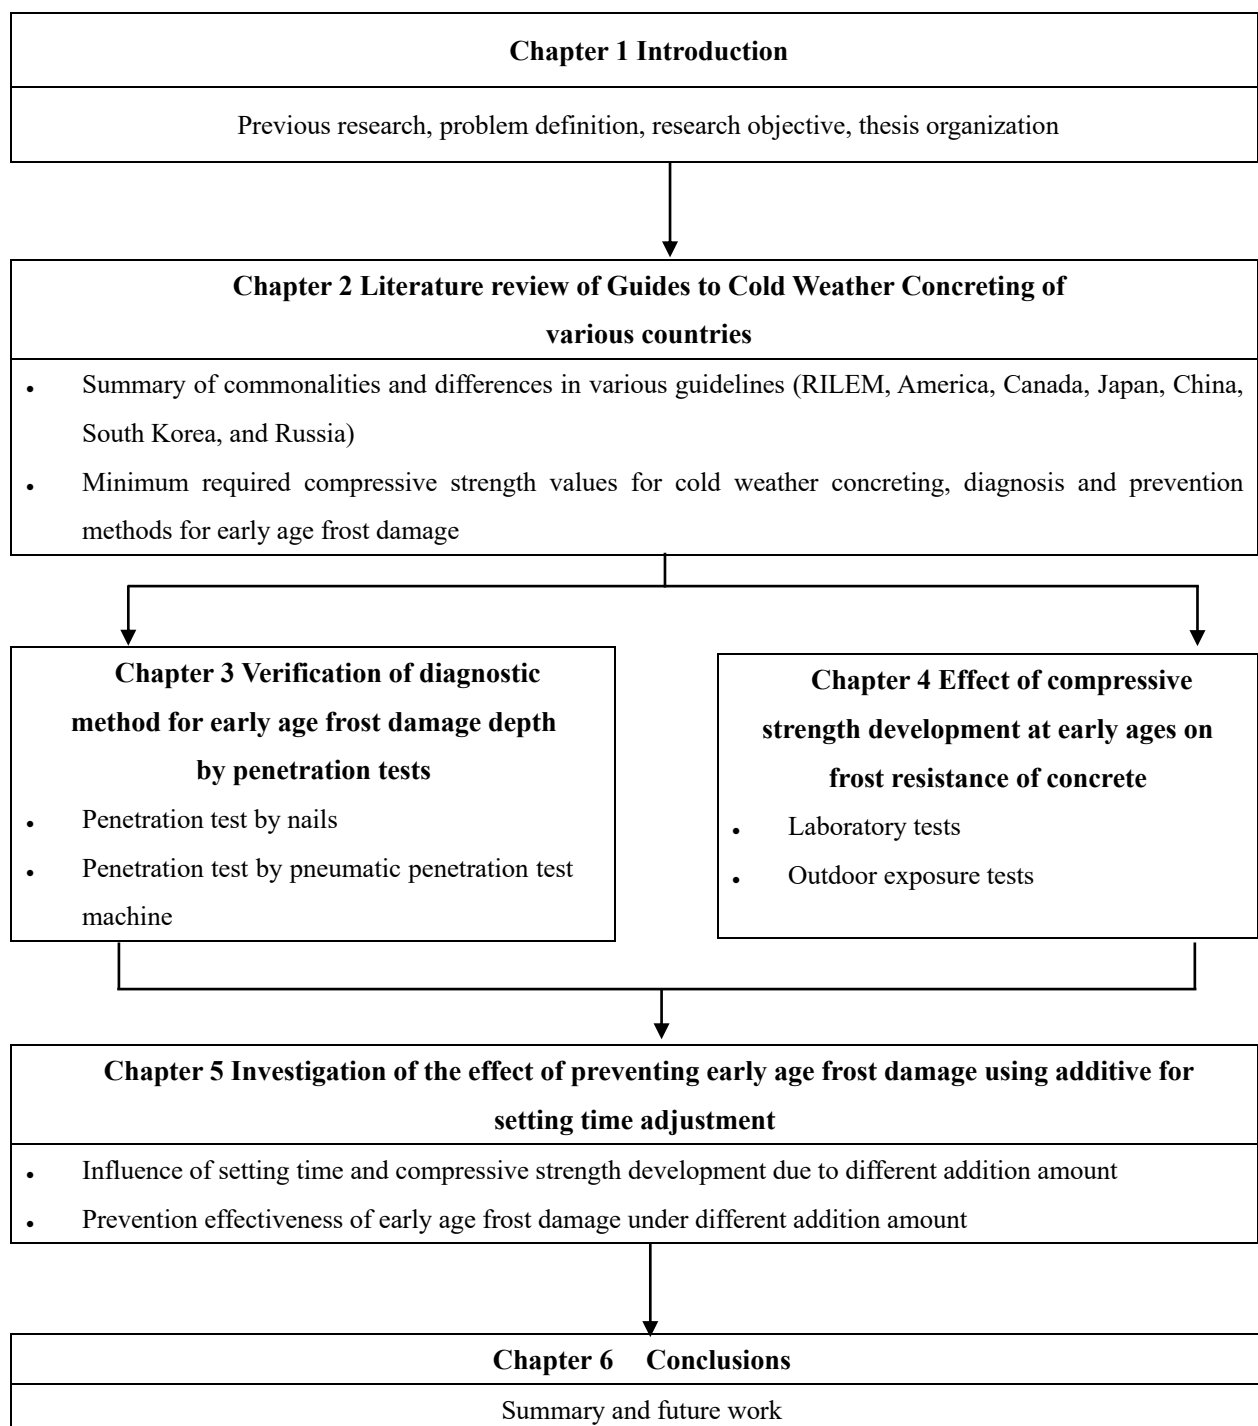 Chapter 1 Introduction
Previous research, problem definition, research objective, thesis organization
Chapter 2 Literature review of Guides to Cold Weather Concreting of
various countries
• Summary of commonalities and differences in various guidelines (RILEM, America, Canada, Japan, China,
South Korea, and Russia)
• Minimum required compressive strength values for cold weather concreting, diagnosis and prevention
methods for early age frost damage
Chapter 3 Verification of diagnostic
method for early age frost damage depth
by penetration tests
• Penetration test by nails
• Penetration test by pneumatic penetration test
machine
Chapter 4 Effect of compressive
strength development at early ages on
frost resistance of concrete
• Laboratory tests
• Outdoor exposure tests
Chapter 5 Investigation of the effect of preventing early age frost damage using additive for
setting time adjustment
• Influence of setting time and compressive strength development due to different addition amount
• Prevention effectiveness of early age frost damage under different addition amount
Chapter 6 Conclusions
Summary and future work